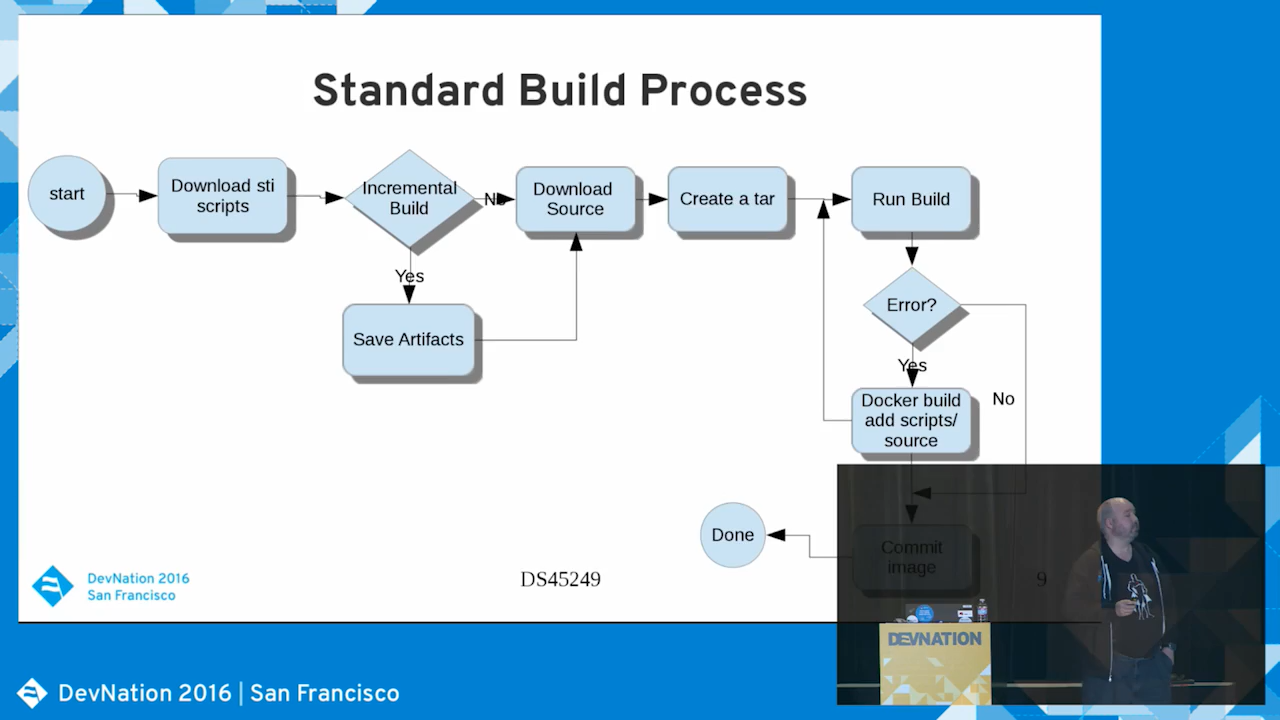 Standard Build Process
start
Download sti
scripts
Incremental
Build
No
Download
Source
Create a tar
Run Build
Yes
Save Artifacts
Error?
Yes
No
Docker build
add scripts/
source
Commit
image
Done
DevNation 2016
San Francisco
DS45249
9
DEVNATION
DevNation 2016 | San Francisco